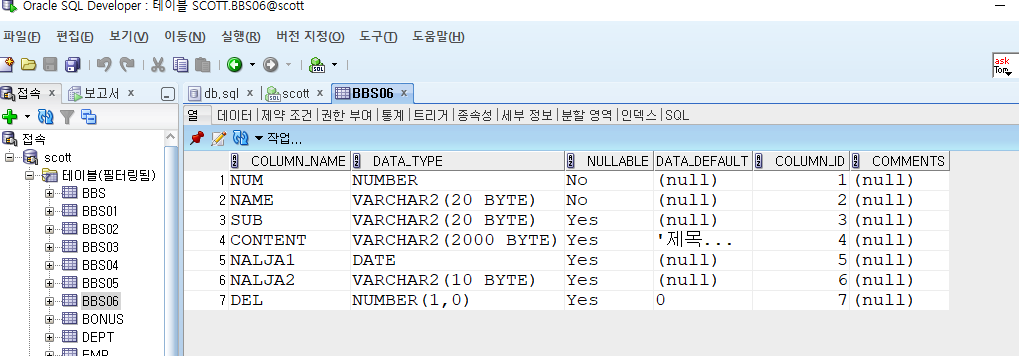 Oracle SQL Developer : 테이블 SCOTT.BBS06@scott
파일(F) 편집(E) 보기(V) 이동(N) 실행(R) 버전 지정(O) 도구(T) 도움말(H)
ask
Tom
접속 보고서 db.sql scott BBS06
열 데이터 제약 조건 권한 부여 통계 트리거 종속성 세부 정보 분할 영역 인덱스 SQL
작업...
접속
scott
테이블(필터링됨)
BBS
BBS01
BBS02
BBS03
BBS04
BBS05
BBS06
BONUS
DEPT
EMP
COLUMN_NAME DATA_TYPE NULLABLE DATA_DEFAULT COLUMN_ID COMMENTS
1 NUM NUMBER No (null) 1 (null)
2 NAME VARCHAR2(20 BYTE) No (null) 2 (null)
3 SUB VARCHAR2(20 BYTE) Yes (null) 3 (null)
4 CONTENT VARCHAR2(2000 BYTE) Yes '제목... 4 (null)
5 NALJA1 DATE Yes (null) 5 (null)
6 NALJA2 VARCHAR2(10 BYTE) Yes (null) 6 (null)
7 DEL NUMBER(1,0) Yes 0 7 (null)